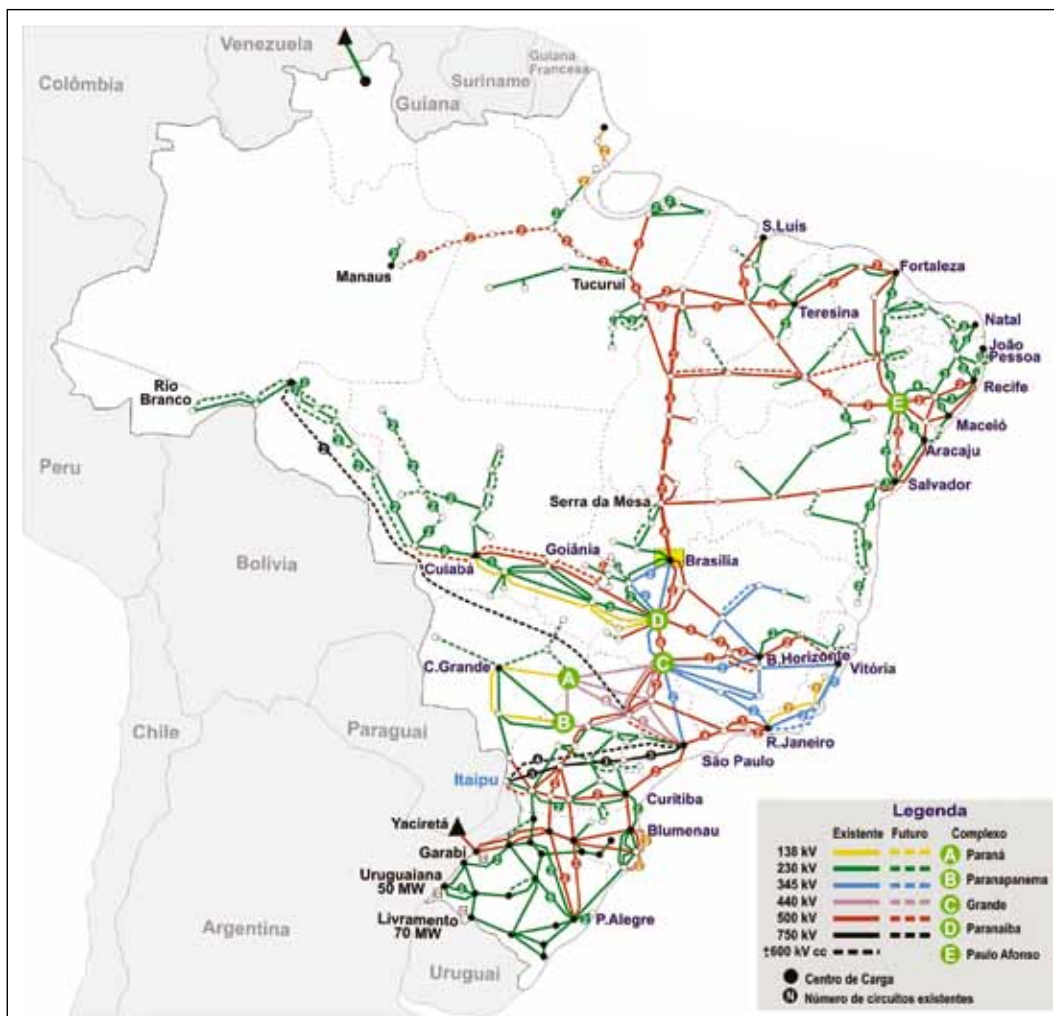 Venezuela
Guiana
Francesa
Suriname
Colômbia
Guiana
S.Luis
Manaus
Tucuruí
Fortaleza
Teresina
Natal
João
Pessoa
Rio
Branco
Recife
E
Maceió
Aracaju
Peru
Salvador
Serra da Mesa
Goiânia
Brasília
Bolívia
Cuiabá
D
B.Horizonte
C
Vitória
C.Grande
A
Chile
Paraguai
B
R.Janeiro
São Paulo
Itaipu
Curitiba
Yaciretá
Blumenau
Garabi
Uruguaiana
50 MW
Livramento
70 MW
P.Alegre
Argentina
Uruguai
Legenda
Existente Futuro Complexo
138 kV A Paraná
230 kV B Paranapanema
345 kV
440 kV C Grande
500 kV D Paranaíba
750 kV
±600 kV cc E Paulo Afonso
Centro de Carga
N Número de circuitos existentes